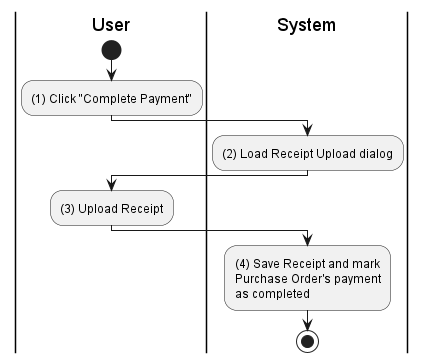 User
System
(1) Click "Complete Payment"
(2) Load Receipt Upload dialog
(3) Upload Receipt
(4) Save Receipt and mark
Purchase Order's payment
as completed